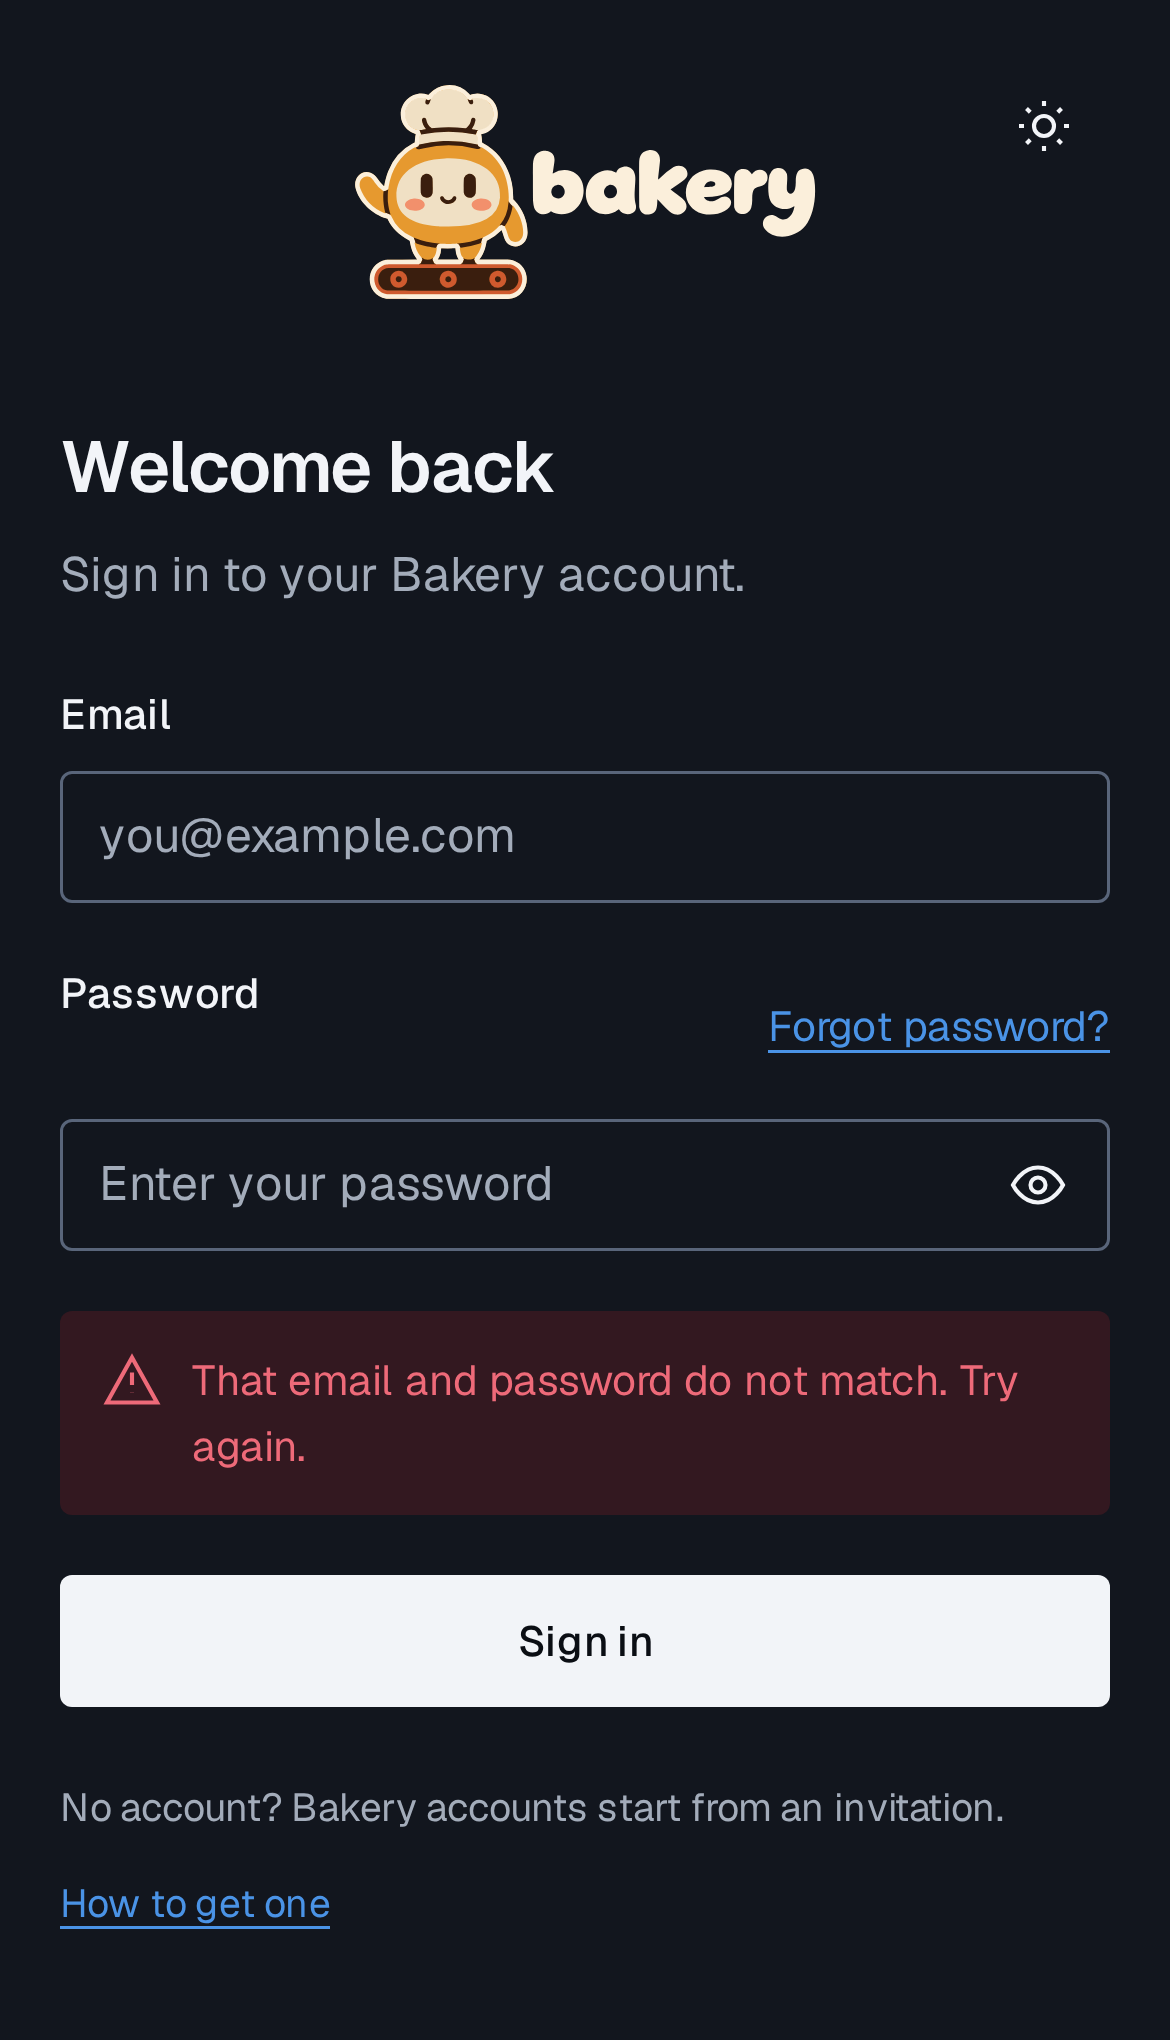 bakery
Welcome back
Sign in to your Bakery account.
Email
you@example.com
Password
Forgot password?
Enter your password
That email and password do not match. Try
again.
Sign in
No account? Bakery accounts start from an invitation.
How to get one